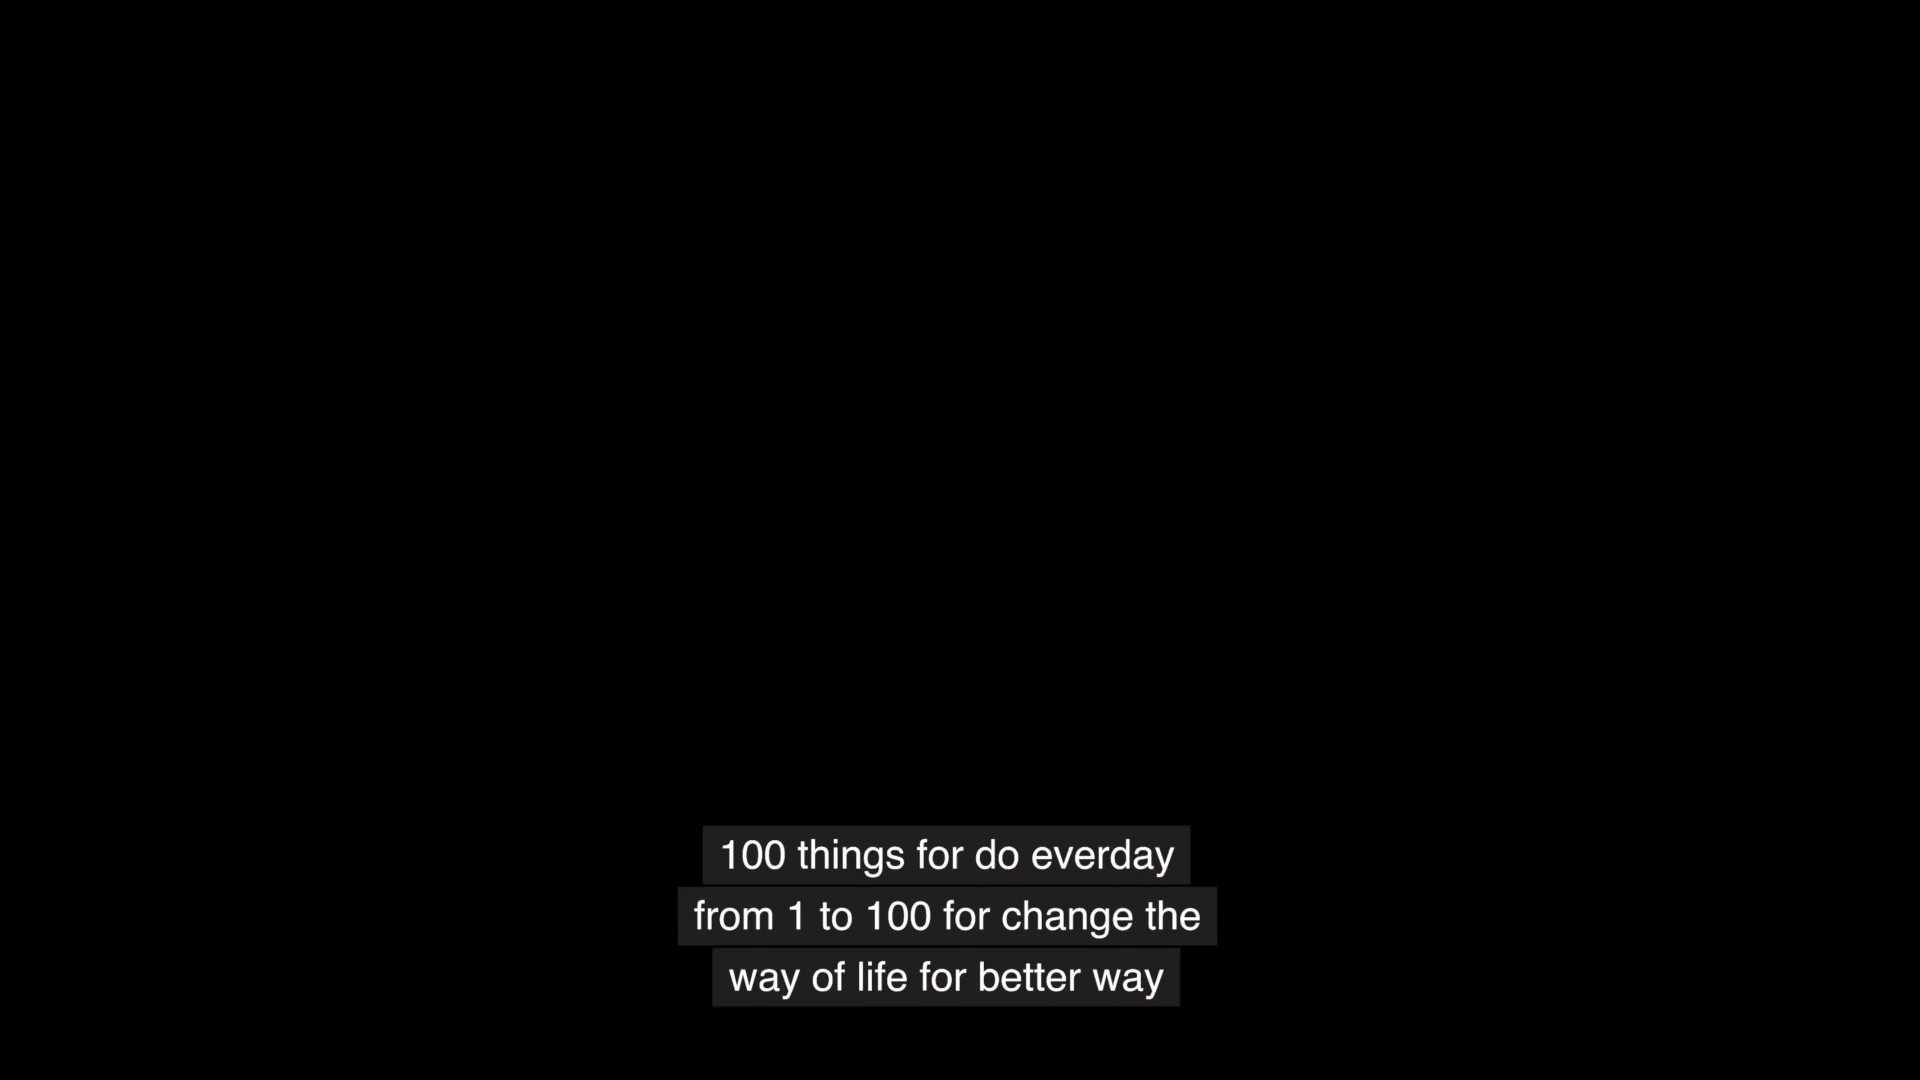 100 things for do everday
from 1 to 100 for change the
way of life for better way